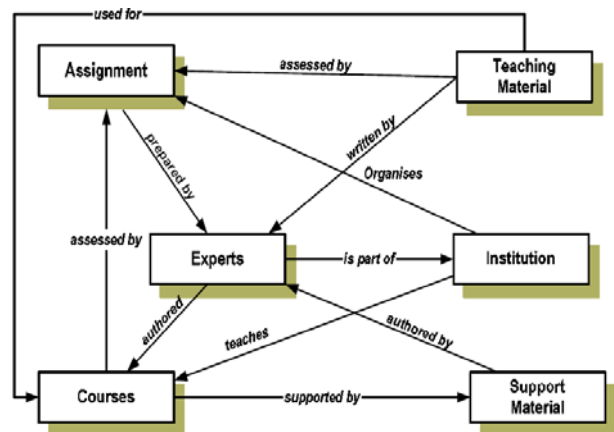 used for
Assignment
assessed by
Teaching
Material
prepared by
written by
Organises
assessed by
Experts
is part of
Institution
authored
teaches
authored by
Courses
supported by
Support
Material